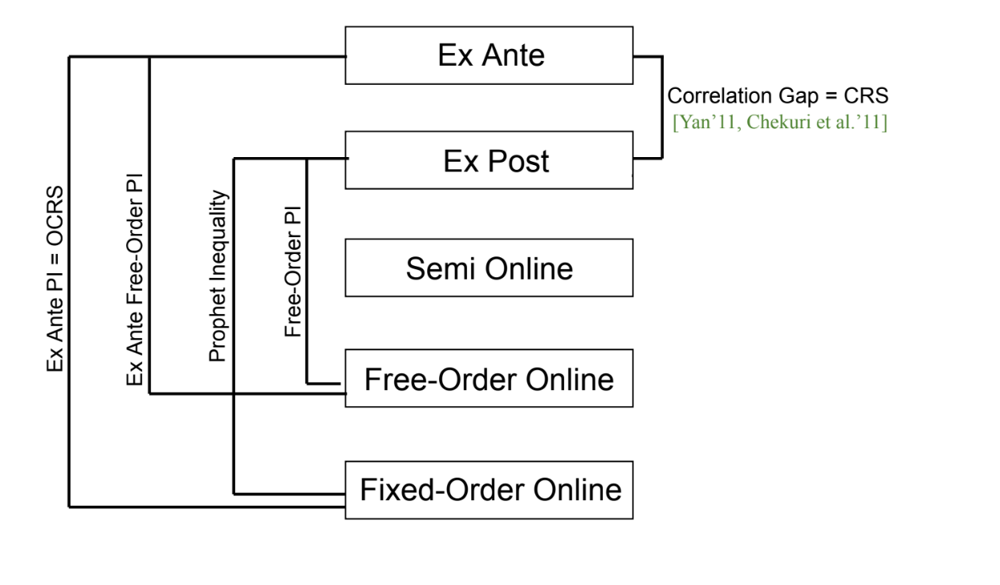 Ex Ante
Correlation Gap = CRS
[Yan’11, Chekuri et al.’11]
Ex Post
Ex Ante PI = OCRS
Ex Ante Free-Order PI
Prophet Inequality
Free-Order PI
Semi Online
Free-Order Online
Fixed-Order Online